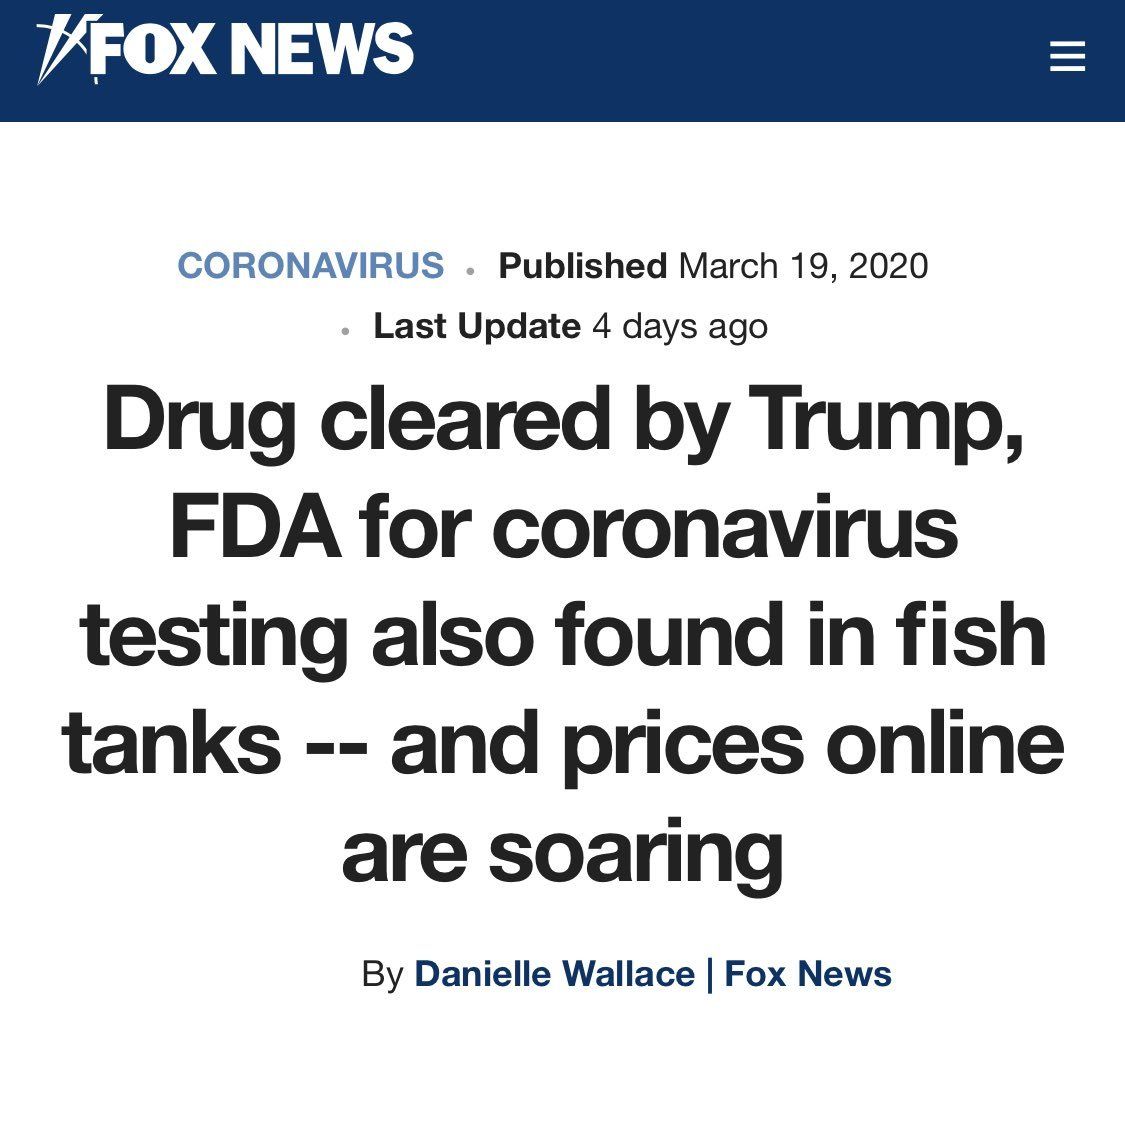 FOX NEWS
CORONAVIRUS • Published March 19, 2020
• Last Update 4 days ago
Drug cleared by Trump,
FDA for coronavirus
testing also found in fish
tanks -- and prices online
are soaring
By Danielle Wallace | Fox News